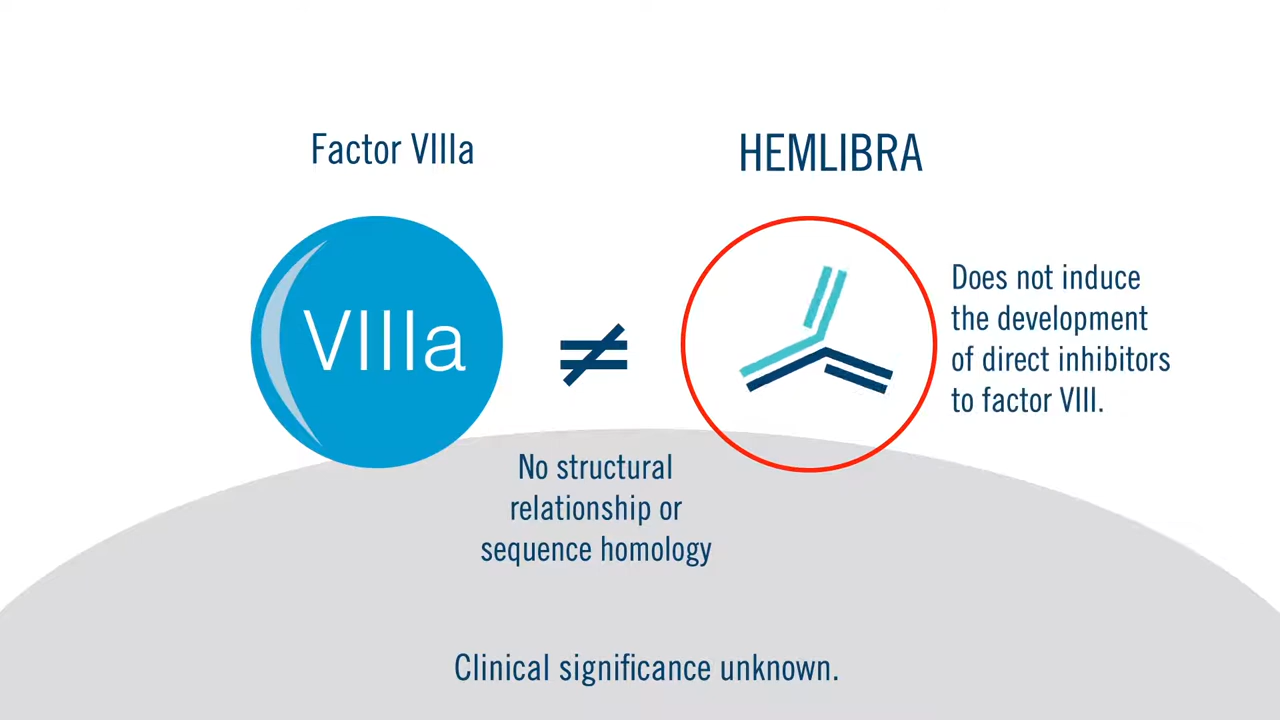 Factor VIIIa
HEMLIBRA
VIIIa
≠
Does not induce
the development
of direct inhibitors
to factor VIII.
No structural
relationship or
sequence homology
Clinical significance unknown.